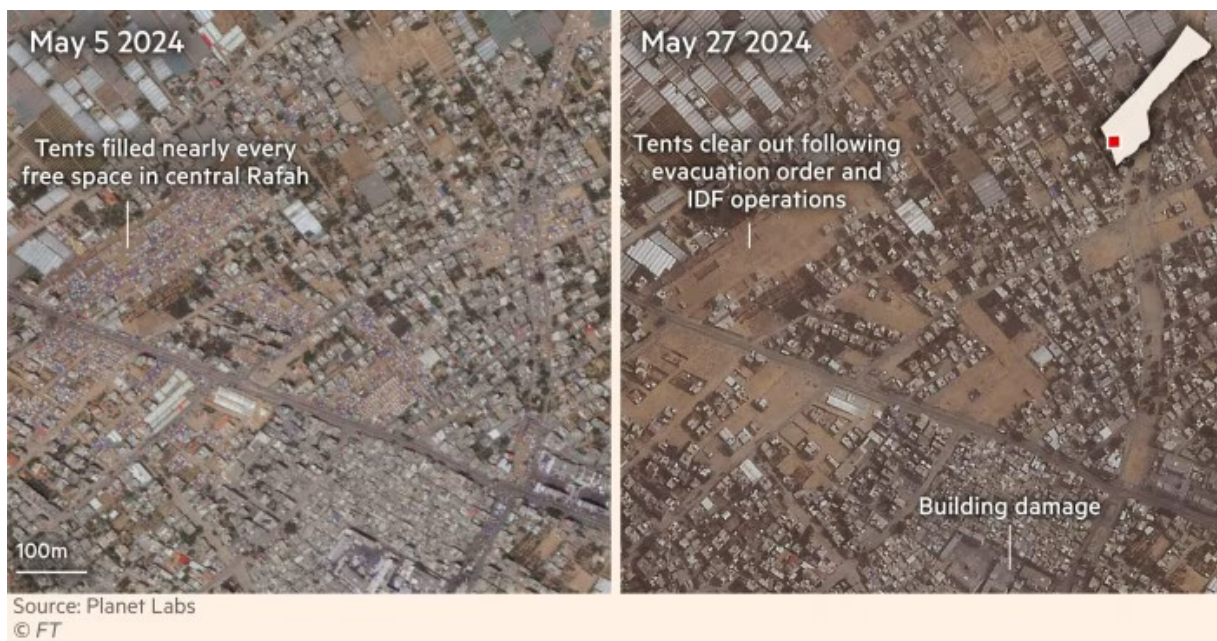 May 5 2024
Tents filled nearly every
free space in central Rafah
100m
May 27 2024
Tents clear out following
evacuation order and
IDF operations
Building damage
Source: Planet Labs
© FT